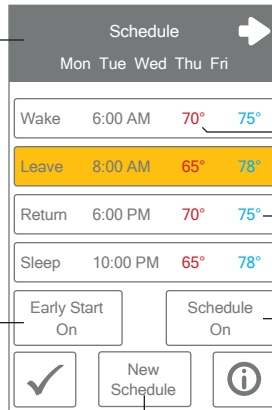 Schedule
Mon Tue Wed Thu Fri
Wake 6:00 AM 70° 75°
Leave 8:00 AM 65° 78°
Return 6:00 PM 70° 75°
Sleep 10:00 PM 65° 78°
Early Start
On
Schedule
On
New
Schedule